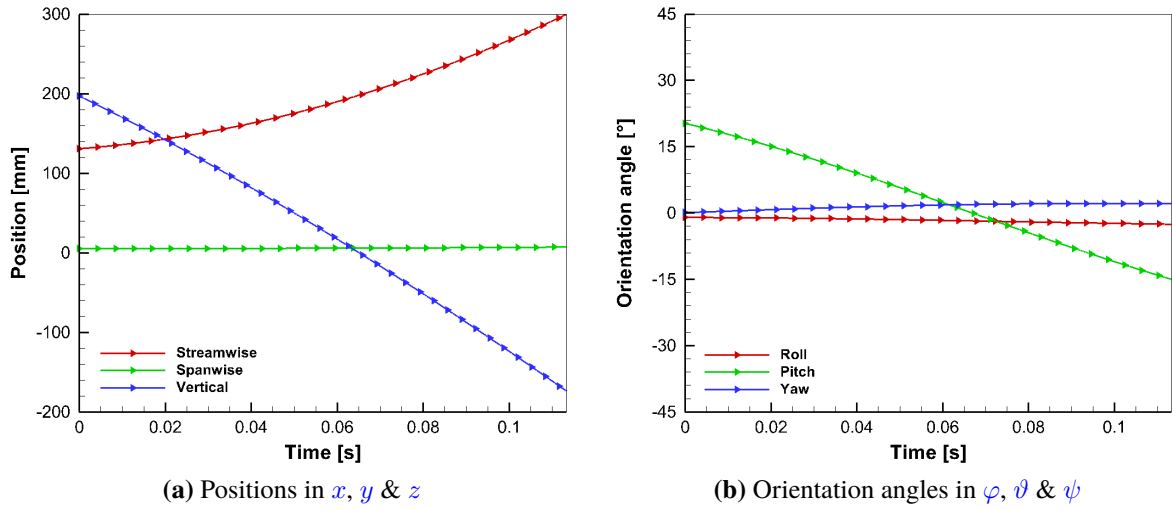 300
200
100
0
-100
-200
Position [mm]
Streamwise
Spanwise
Vertical
0
0.02
0.04
0.06
0.08
0.1
Time [s]
(a) Positions in x, y & z
45
30
15
0
-15
-30
-45
Orientation angle [°]
Roll
Pitch
Yaw
0
0.02
0.04
0.06
0.08
0.1
Time [s]
(b) Orientation angles in φ, ϑ & ψ